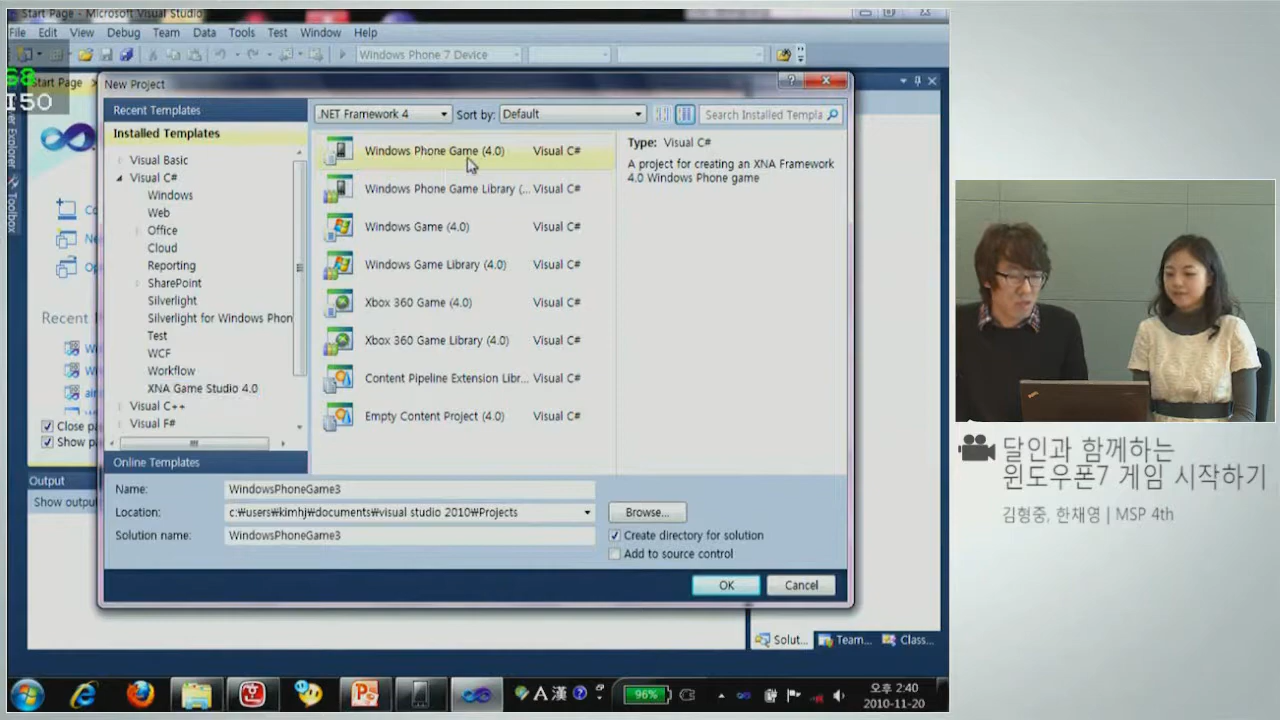 Start Page - Microsoft Visual Studio
File Edit View Debug Team Data Tools Test Window Help
Windows Phone 7 Device
68
150
Start Page
Server Explorer
Toolbox
New Project
Recent Templates
Installed Templates
Visual Basic
Visual C#
Windows
Web
Office
Cloud
Reporting
SharePoint
Silverlight
Silverlight for Windows Phon
Test
WCF
Workflow
XNA Game Studio 4.0
Visual C++
Visual F#
Online Templates
.NET Framework 4 Sort by: Default
Search Installed Templa
Windows Phone Game (4.0) Visual C#
Windows Phone Game Library (... Visual C#
Windows Game (4.0) Visual C#
Windows Game Library (4.0) Visual C#
Xbox 360 Game (4.0) Visual C#
Xbox 360 Game Library (4.0) Visual C#
Content Pipeline Extension Libr... Visual C#
Empty Content Project (4.0) Visual C#
Type: Visual C#
A project for creating an XNA Framework
4.0 Windows Phone game
Name: WindowsPhoneGame3
Location: c:₩users₩kimhj₩documents₩visual studio 2010₩Projects Browse...
Solution name: WindowsPhoneGame3
Create directory for solution
Add to source control
OK Cancel
Recent
Close pa
Show pa
Output
Show output
Solut... Team... Class...
A 漢
96%
오후 2:40
2010-11-20
달인과 함께하는
윈도우폰7 게임 시작하기
김형중, 한채영 | MSP 4th